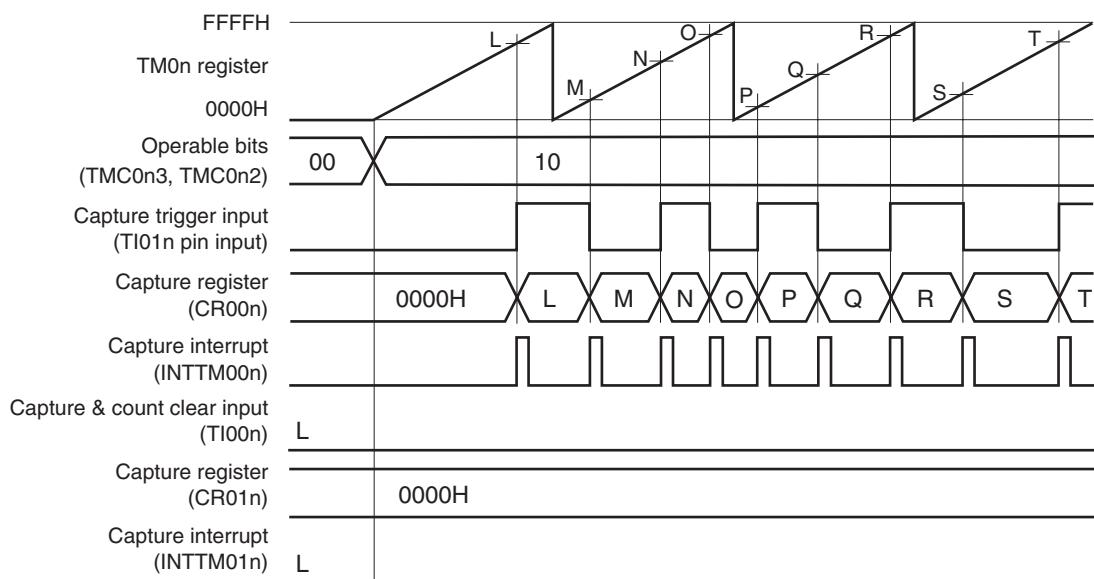 FFFFH
TM0n register
0000H
L M N O P Q R S T
Operable bits
(TMC0n3, TMC0n2)
00 10
Capture trigger input
(TI01n pin input)
Capture register
(CR00n)
0000H L M N O P Q R S T
Capture interrupt
(INTTM00n)
Capture & count clear input
(TI00n)
L
Capture register
(CR01n)
0000H
Capture interrupt
(INTTM01n)
L